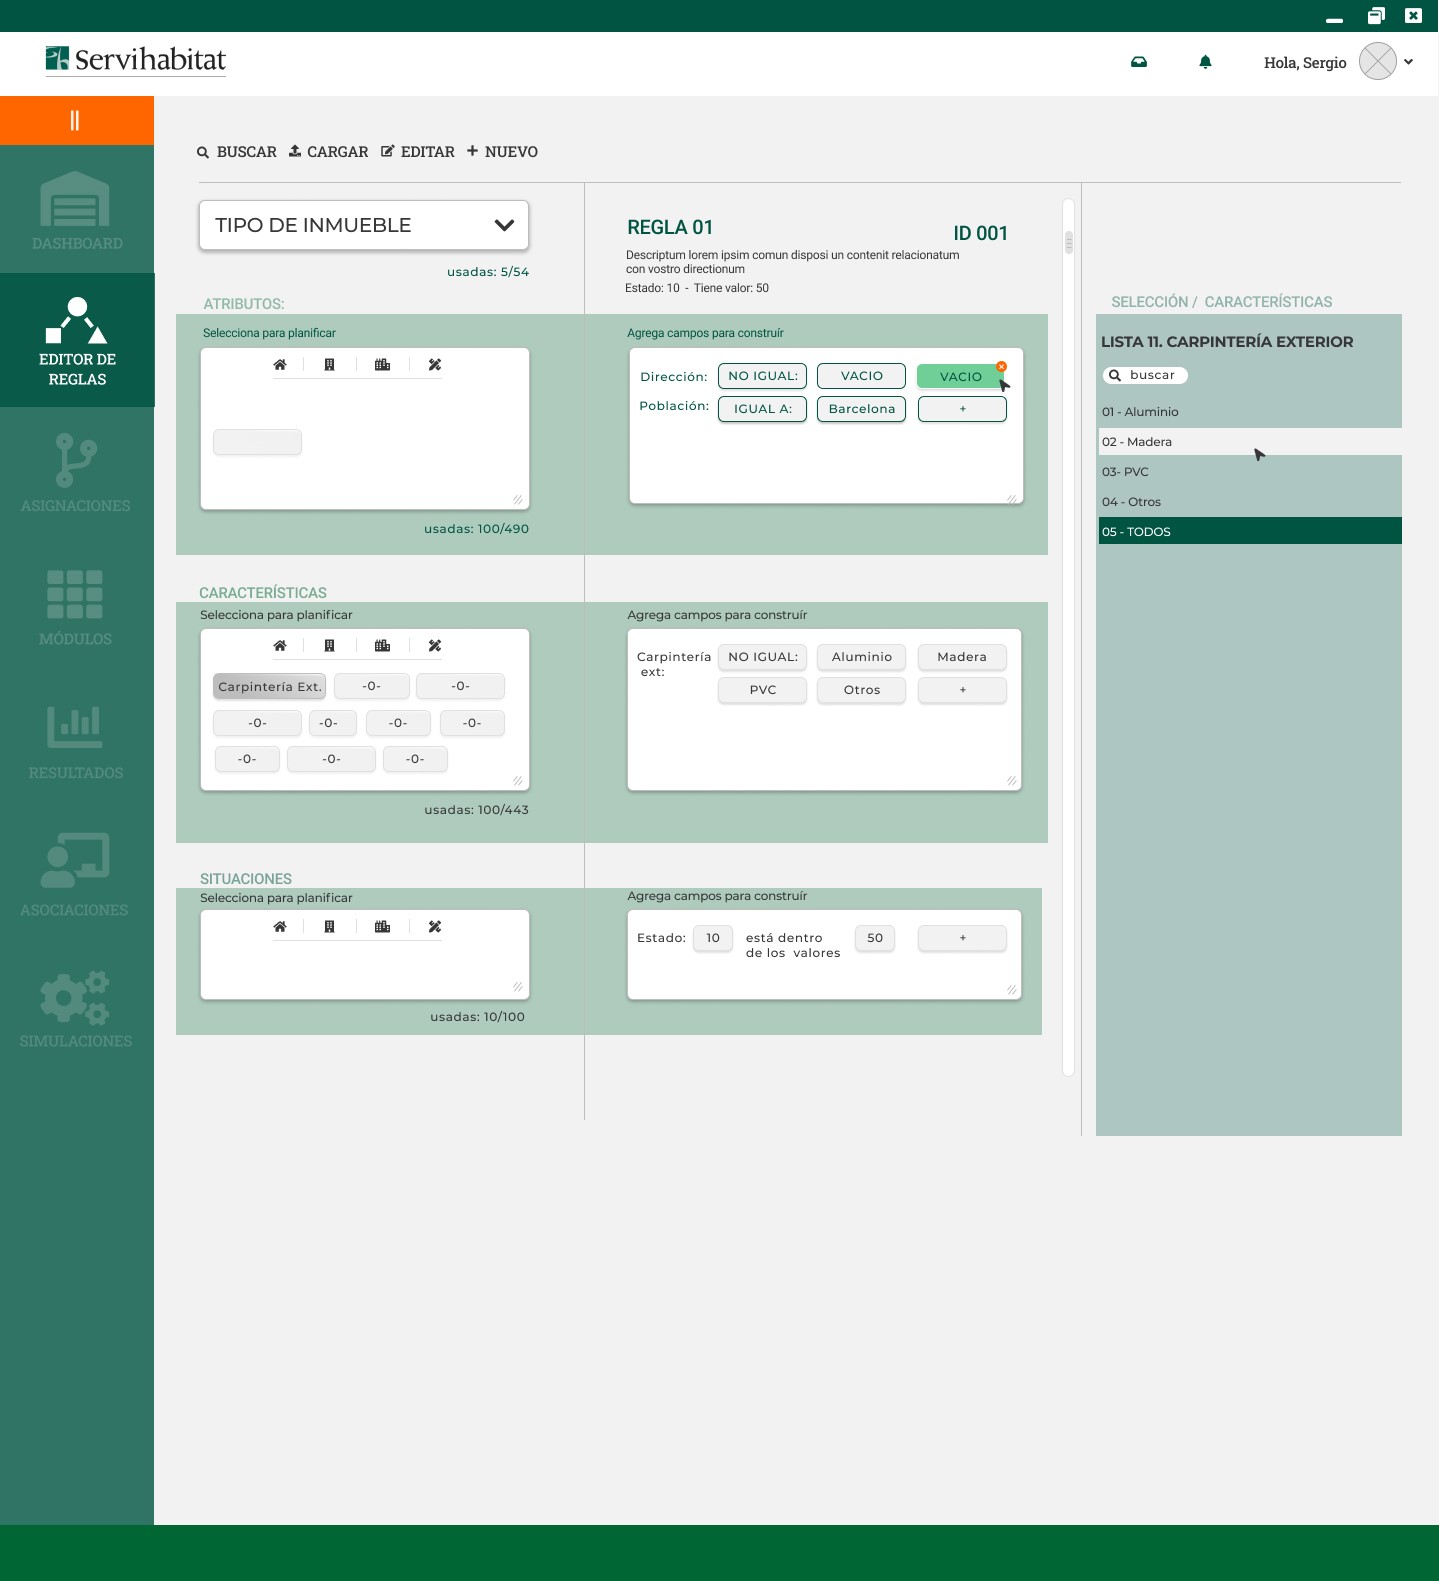 Servihabitat
Hola, Sergio
DASHBOARD
EDITOR DE
REGLAS
ASIGNACIONES
MÓDULOS
RESULTADOS
ASOCIACIONES
SIMULACIONES
BUSCAR CARGAR EDITAR + NUEVO
TIPO DE INMUEBLE
usadas: 5/54
REGLA 01
ID 001
Descriptum lorem ipsim comun disposi un contenit relacionatum
con vostro directionum
Estado: 10 - Tiene valor: 50
ATRIBUTOS:
Selecciona para planificar
usadas: 100/490
Agrega campos para construír
Dirección: NO IGUAL: VACIO VACIO
Población: IGUAL A: Barcelona +
CARACTERÍSTICAS
Selecciona para planificar
Carpintería Ext. -0- -0-
-0- -0- -0- -0-
-0- -0- -0-
usadas: 100/443
Agrega campos para construír
Carpintería NO IGUAL: Aluminio Madera
ext:
PVC Otros +
SITUACIONES
Selecciona para planificar
usadas: 10/100
Agrega campos para construír
Estado: 10 está dentro 50 +
de los valores
SELECCIÓN / CARACTERÍSTICAS
LISTA 11. CARPINTERÍA EXTERIOR
buscar
01 - Aluminio
02 - Madera
03- PVC
04 - Otros
05 - TODOS